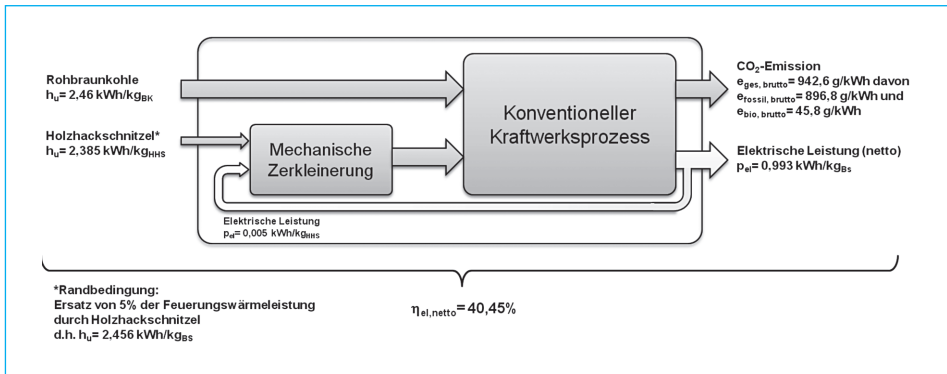 Rohbraunkohle
hu= 2,46 kWh/kgBK
Holzhackschnitzel*
hu= 2,385 kWh/kgHHS
Mechanische
Zerkleinerung
Konventioneller
Kraftwerksprozess
CO2-Emission
eges, brutto= 942,6 g/kWh davon
efossil, brutto= 896,8 g/kWh und
ebio, brutto= 45,8 g/kWh
Elektrische Leistung (netto)
pel= 0,993 kWh/kgBs
Elektrische Leistung
pel= 0,005 kWh/kgHHS
*Randbedingung:
Ersatz von 5% der Feuerungswärmeleistung
durch Holzhackschnitzel
d.h. hu= 2,456 kWh/kgBS
ηel,netto= 40,45%